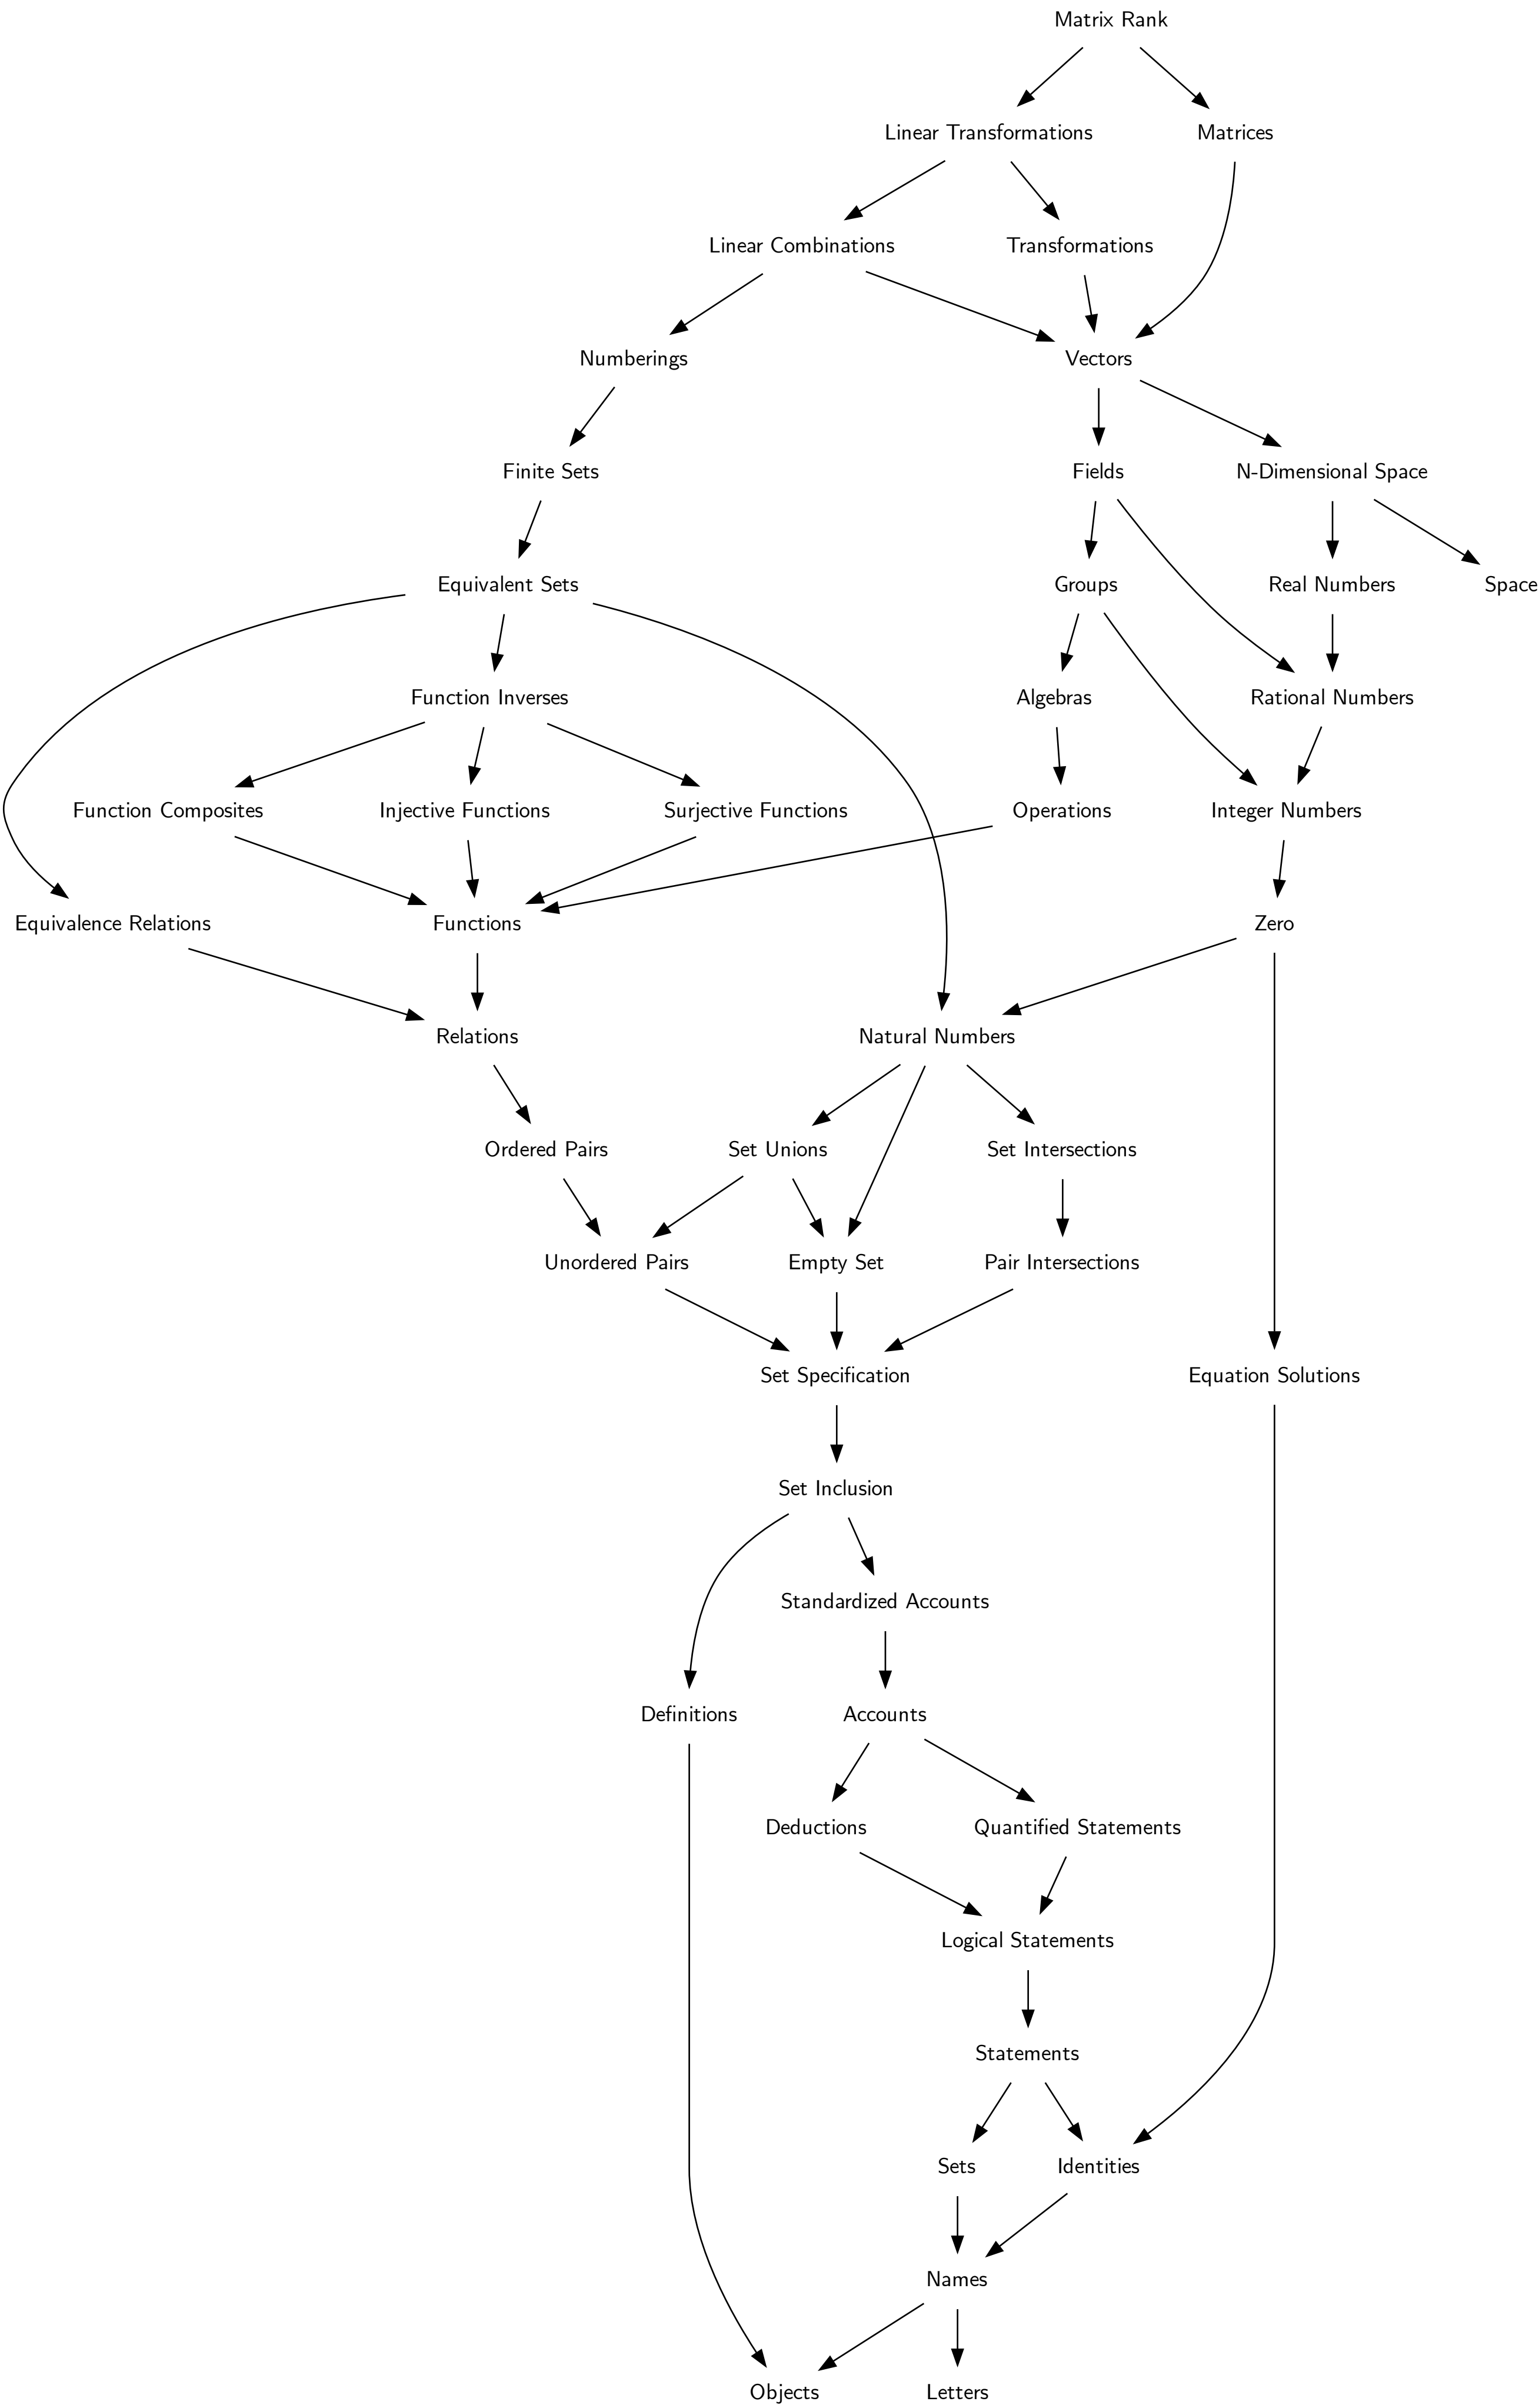 Matrix Rank
Linear Transformations
Matrices
Linear Combinations
Transformations
Numberings
Vectors
Finite Sets
Fields
N-Dimensional Space
Equivalent Sets
Groups
Real Numbers
Space
Function Inverses
Algebras
Rational Numbers
Function Composites
Injective Functions
Surjective Functions
Operations
Integer Numbers
Equivalence Relations
Functions
Zero
Relations
Natural Numbers
Ordered Pairs
Set Unions
Set Intersections
Unordered Pairs
Empty Set
Pair Intersections
Set Specification
Equation Solutions
Set Inclusion
Standardized Accounts
Definitions
Accounts
Deductions
Quantified Statements
Logical Statements
Statements
Sets
Identities
Names
Objects
Letters